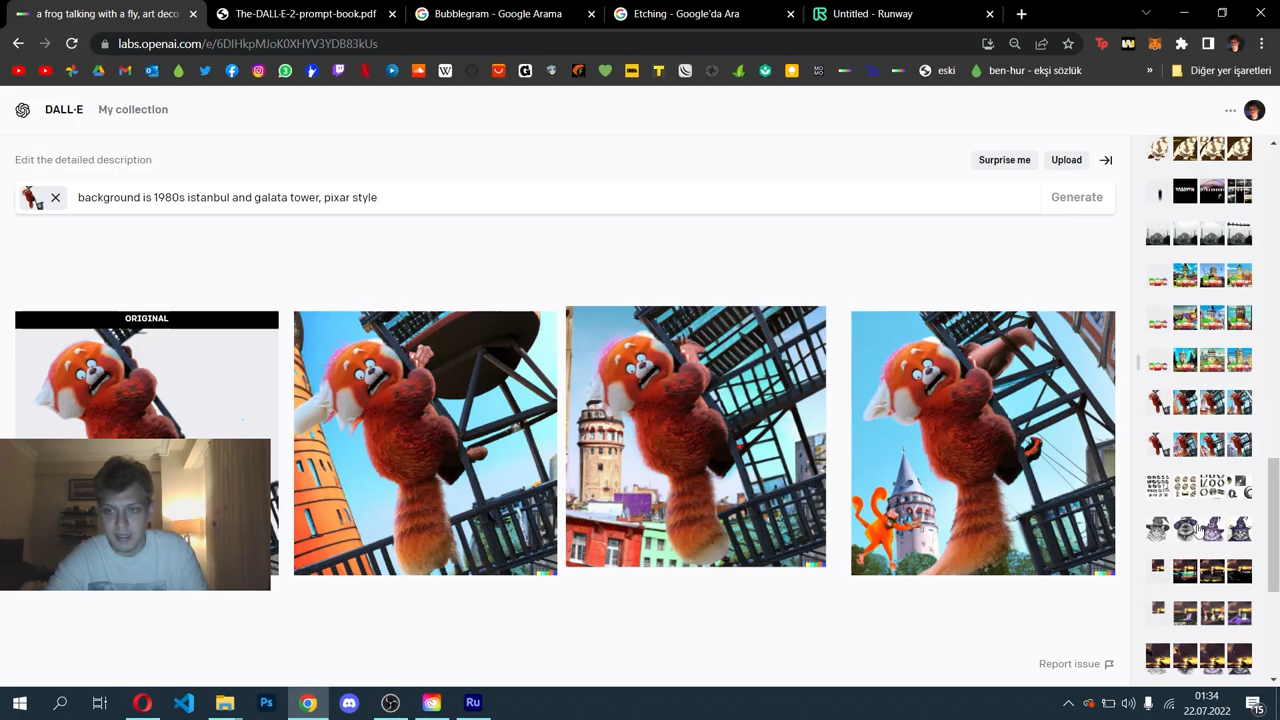 a frog talking with a fly, art deco
The-DALL-E-2-prompt-book.pdf
Bubblegram - Google Arama
Etching - Google'da Ara
Untitled - Runway
labs.openai.com/e/6DIHkpMJoK0XHYV3YDB83kUs
eski
ben-hur - ekşi sözlük
Diğer yer işaretleri
DALL·E
My collection
Edit the detailed description
Surprise me
Upload
background is 1980s istanbul and galata tower, pixar style
Generate
ORIGINAL
Report issue
01:34
22.07.2022
15